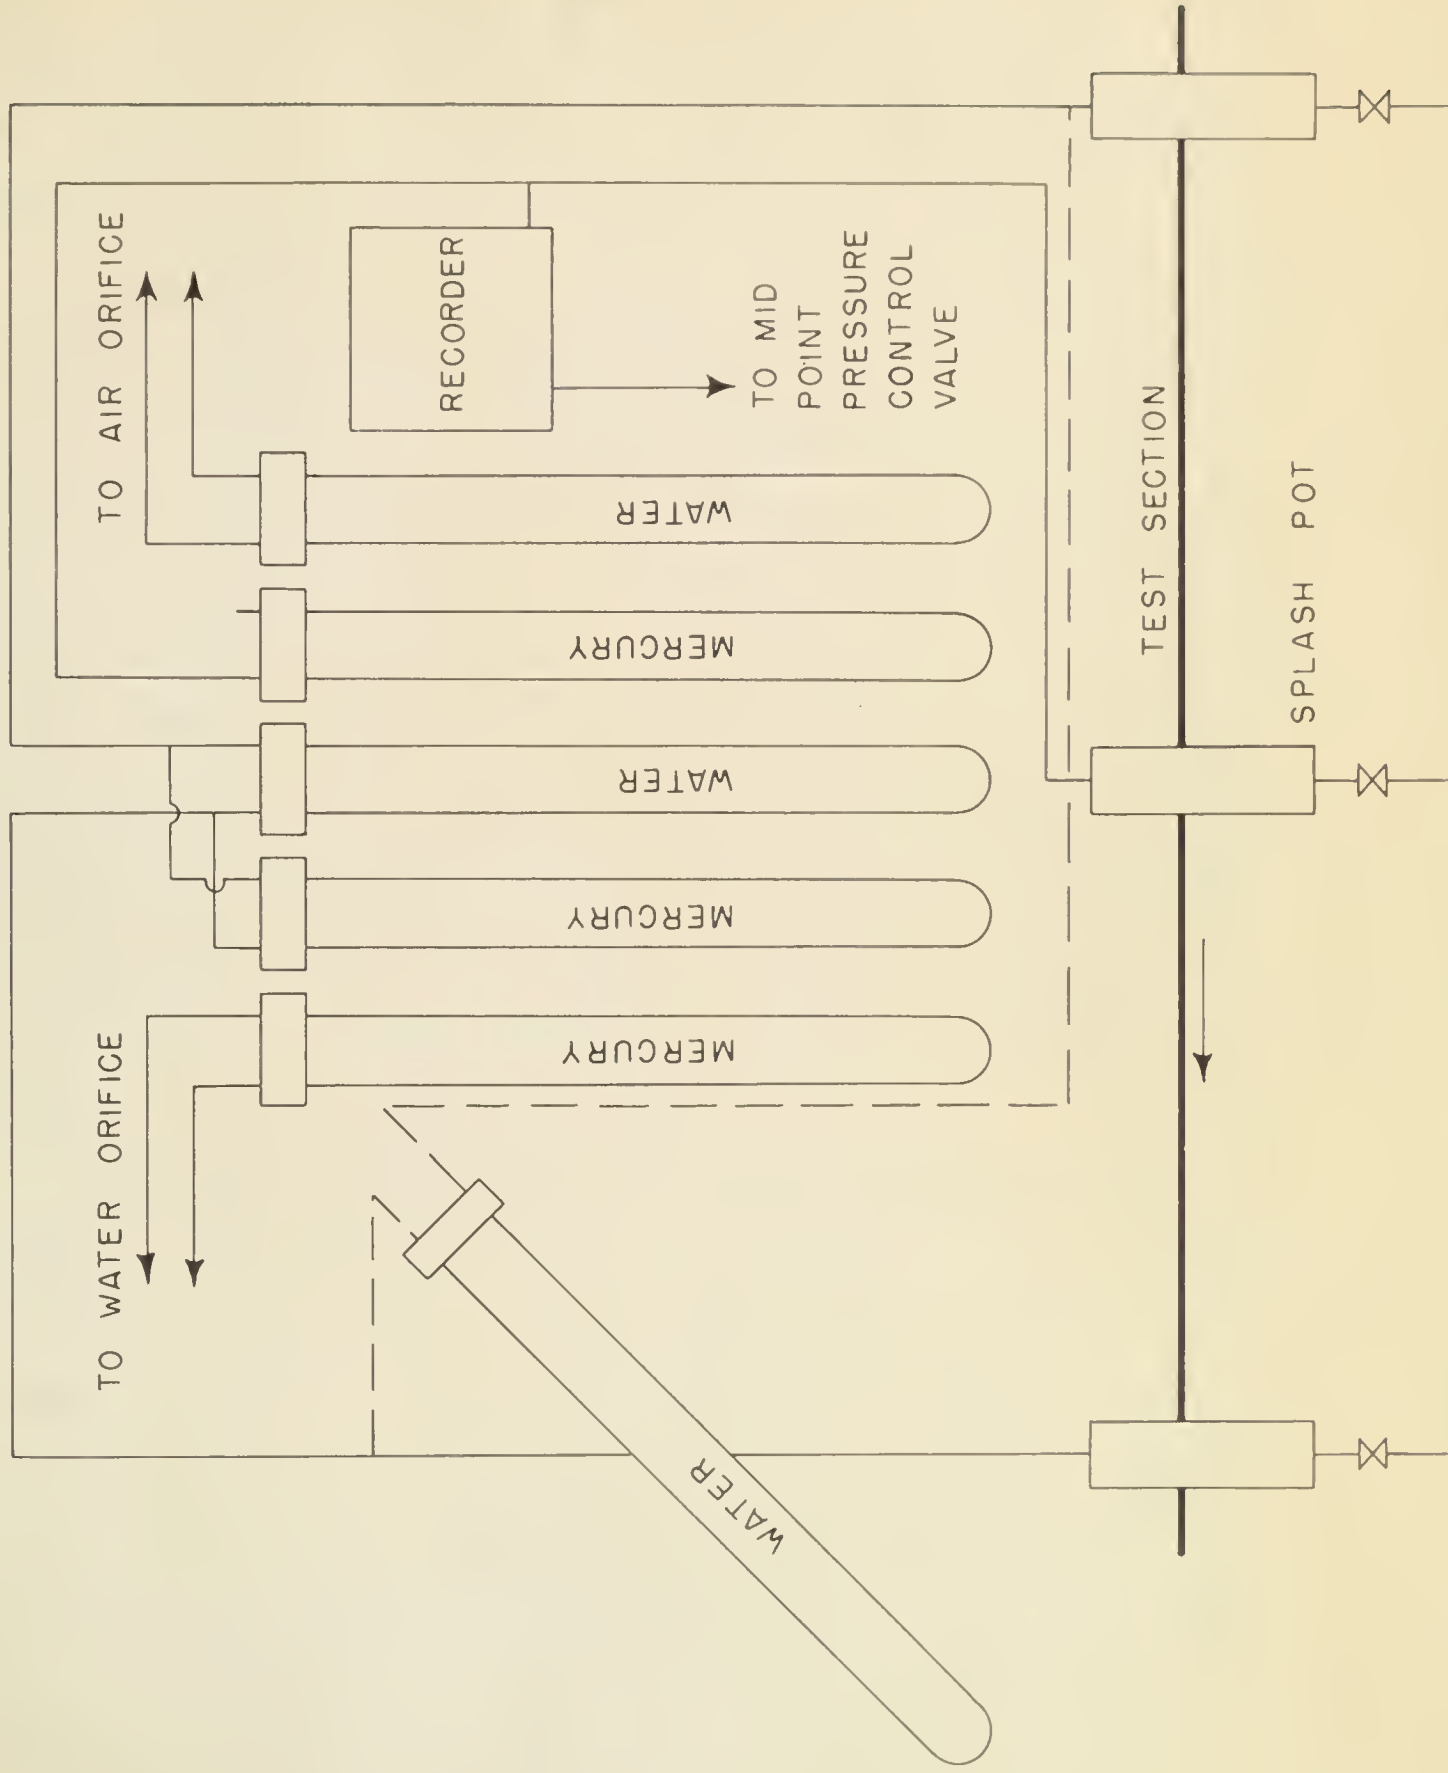 TO AIR ORIFICE
RECORDER
TO MID
POINT
PRESSURE
CONTROL
VALVE
WATER
MERCURY
WATER
MERCURY
MERCURY
TO WATER ORIFICE
WATER
TEST SECTION
SPLASH POT